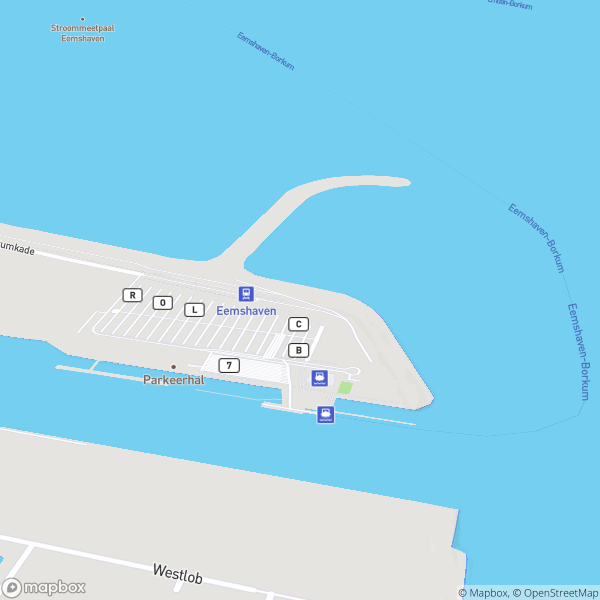 Stroommeetpaal
Eemshaven
Eemshaven-Borkum
Eemshaven-Borkum
Eemshaven-Borkum
umkade
R
O
L
Eemshaven
C
B
7
Parkeerhal
Westlob
mapbox
© Mapbox, © OpenStreetMap